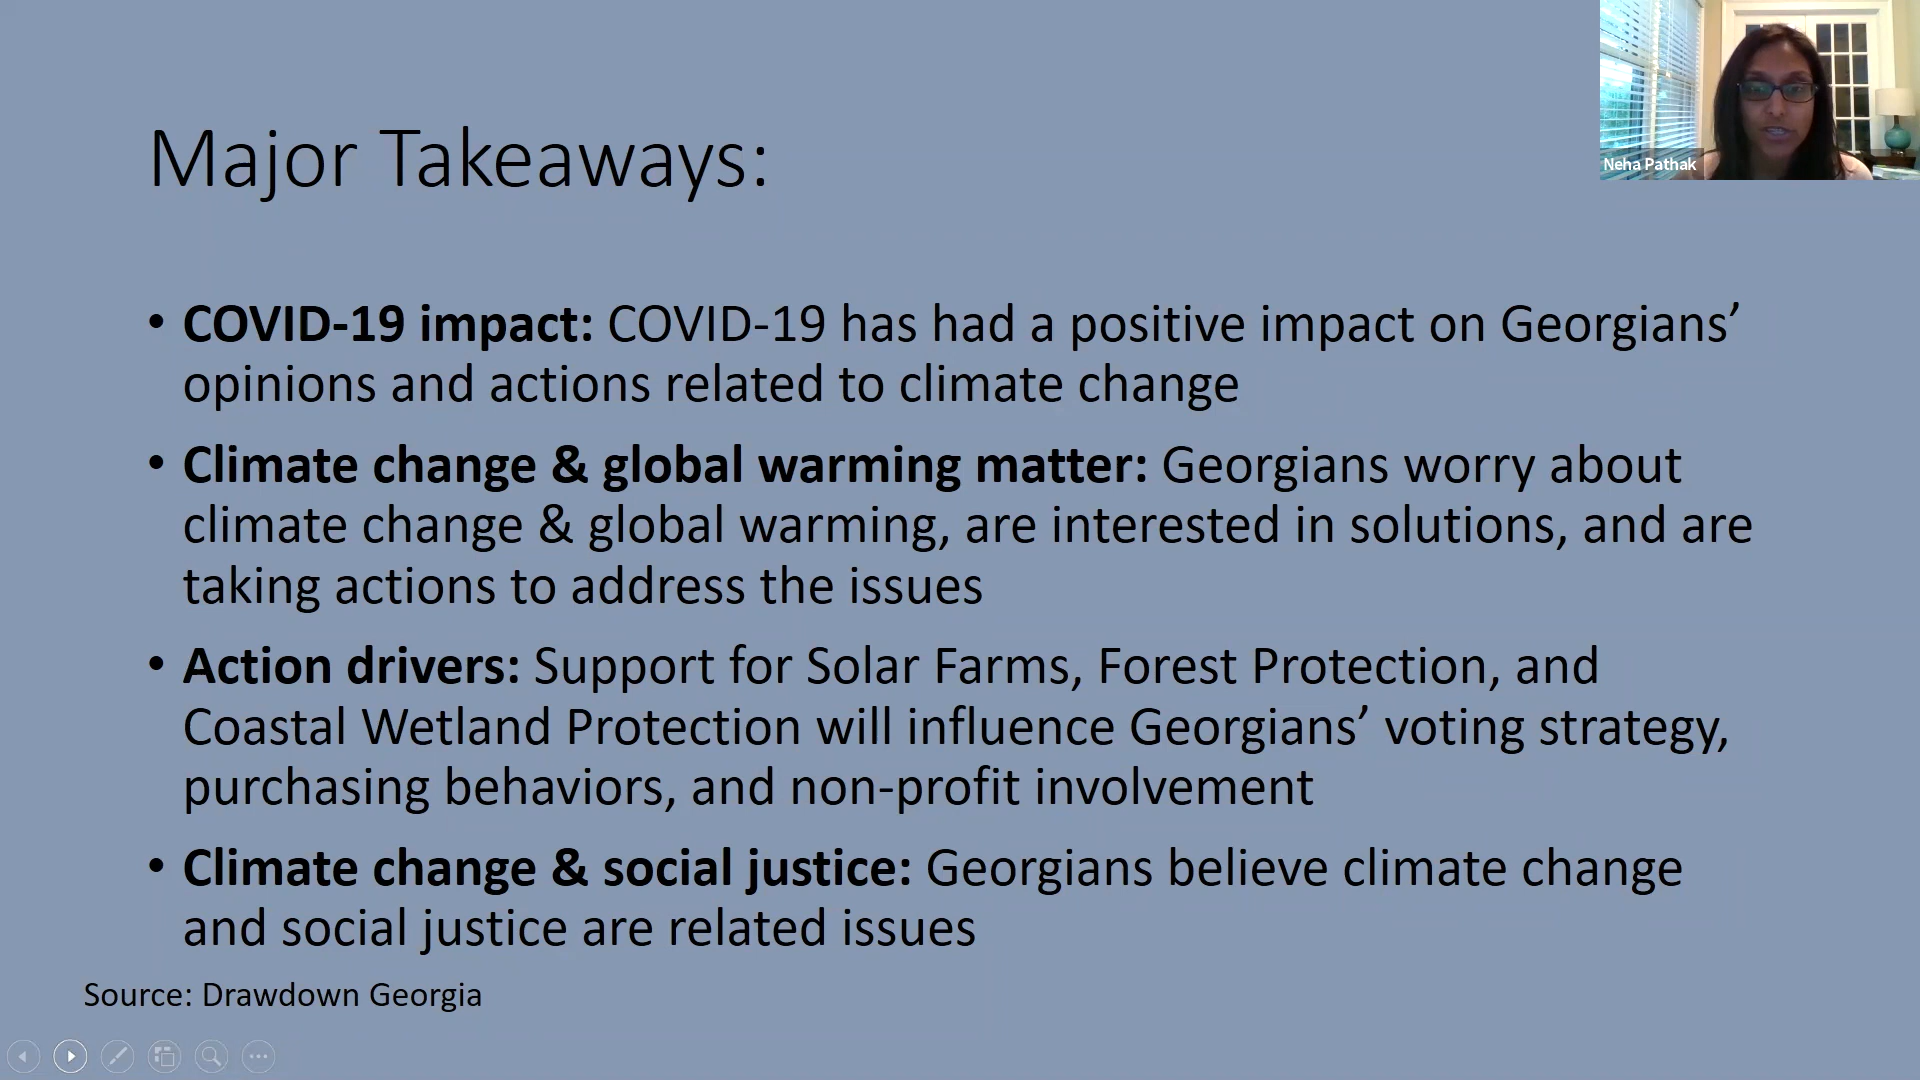 Neha Pathak
Major Takeaways:
• COVID-19 impact: COVID-19 has had a positive impact on Georgians’
opinions and actions related to climate change
• Climate change & global warming matter: Georgians worry about
climate change & global warming, are interested in solutions, and are
taking actions to address the issues
• Action drivers: Support for Solar Farms, Forest Protection, and
Coastal Wetland Protection will influence Georgians’ voting strategy,
purchasing behaviors, and non-profit involvement
• Climate change & social justice: Georgians believe climate change
and social justice are related issues
Source: Drawdown Georgia